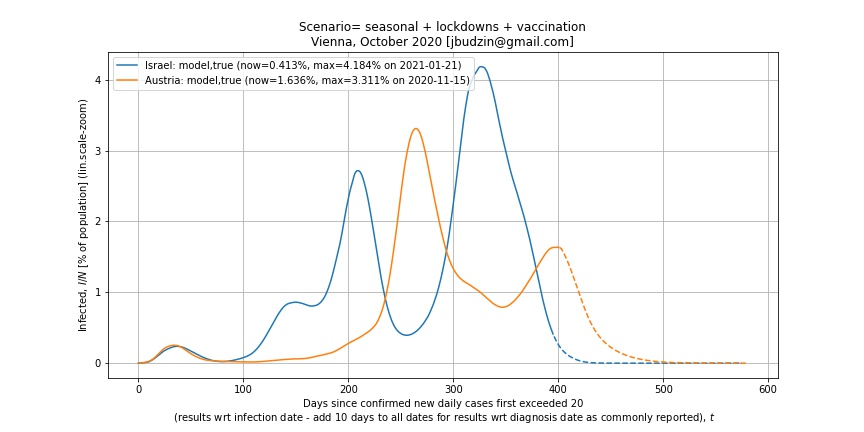 Scenario= seasonal + lockdowns + vaccination
Vienna, October 2020 [jbudzin@gmail.com]
Israel: model,true (now=0.413%, max=4.184% on 2021-01-21)
Austria: model,true (now=1.636%, max=3.311% on 2020-11-15)
Infected, I/N [% of population] (lin.scale-zoom)
4
3
2
1
0
0 100 200 300 400 500 600
Days since confirmed new daily cases first exceeded 20
(results wrt infection date - add 10 days to all dates for results wrt diagnosis date as commonly reported), t